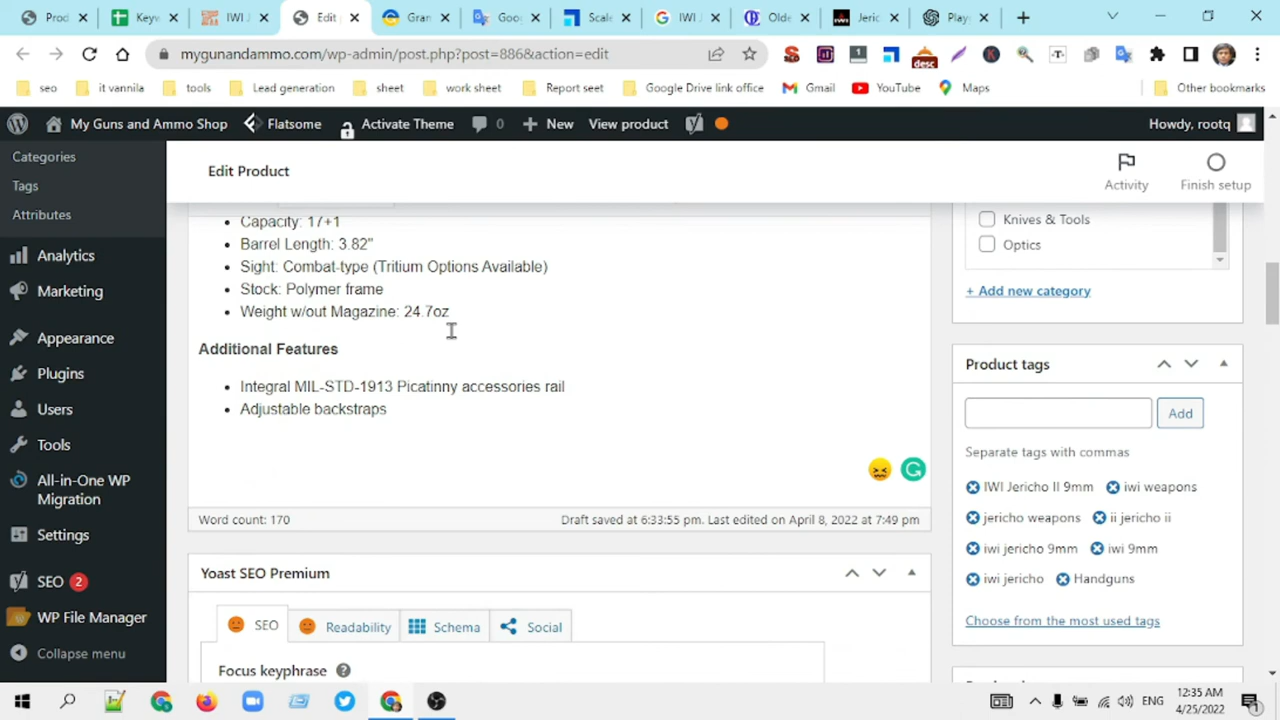 Prod
Keyw
IWI J
Edit p
Gran
Goo
Scale
IWI J
Olde
Jeric
Playg
mygunandammo.com/wp-admin/post.php?post=886&action=edit
seo
it vannila
tools
Lead generation
sheet
work sheet
Report seet
Google Drive link office
Gmail
YouTube
Maps
Other bookmarks
My Guns and Ammo Shop
Flatsome
Activate Theme
0
New
View product
Howdy, rootq
Categories
Tags
Attributes
Analytics
Marketing
Appearance
Plugins
Users
Tools
All-in-One WP
Migration
Settings
SEO 2
WP File Manager
Collapse menu
Edit Product
Activity
Finish setup
Capacity: 17+1
Barrel Length: 3.82"
Sight: Combat-type (Tritium Options Available)
Stock: Polymer frame
Weight w/out Magazine: 24.7oz
Additional Features
Integral MIL-STD-1913 Picatinny accessories rail
Adjustable backstraps
Word count: 170
Draft saved at 6:33:55 pm. Last edited on April 8, 2022 at 7:49 pm
Yoast SEO Premium
SEO
Readability
Schema
Social
Focus keyphrase
Knives & Tools
Optics
+ Add new category
Product tags
Add
Separate tags with commas
IWI Jericho II 9mm
iwi weapons
jericho weapons
ii jericho ii
iwi jericho 9mm
iwi 9mm
iwi jericho
Handguns
Choose from the most used tags
ENG
12:35 AM
4/25/2022